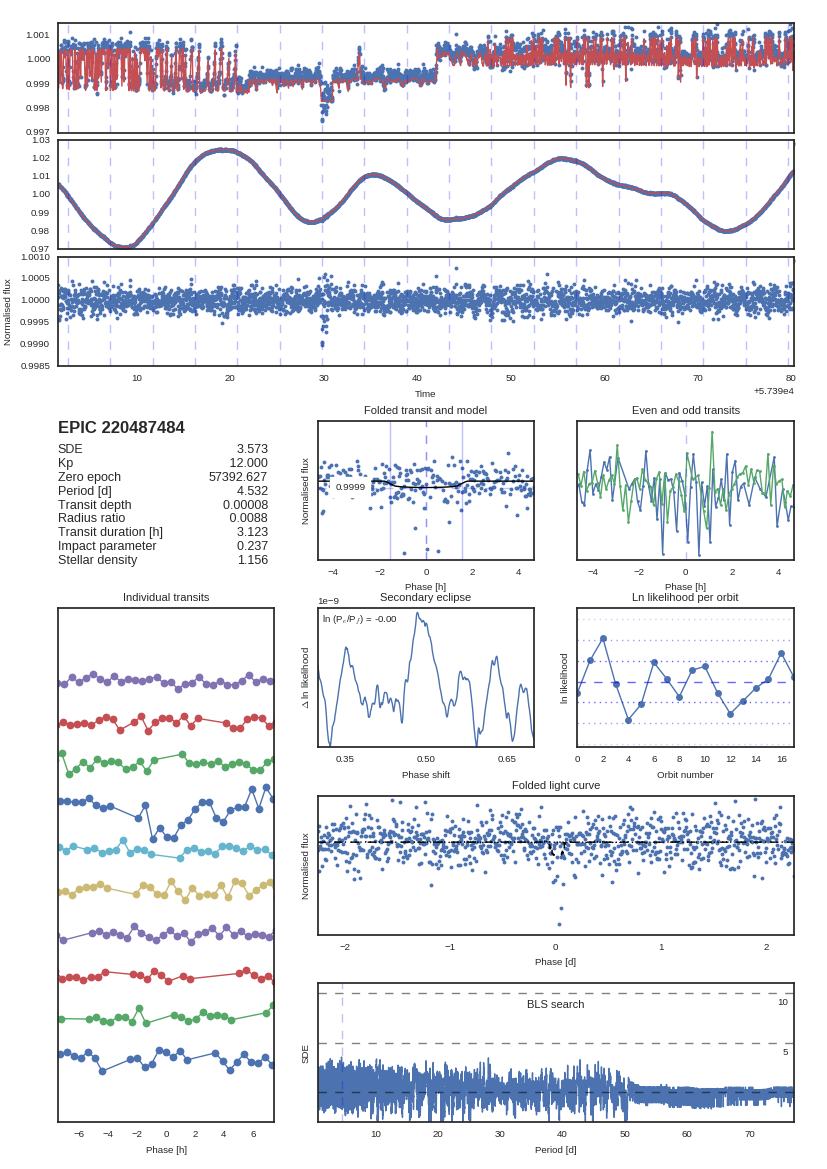 1.001
1.000
0.999
0.998
0.997
1.03
1.02
1.01
1.00
0.99
0.98
0.97
1.0010
1.0005
1.0000
0.9995
0.9990
0.9985
Normalised flux
10 20 30 40 50 60 70 80
Time
+5.739e4
EPIC 220487484
SDE 3.573
Kp 12.000
Zero epoch 57392.627
Period [d] 4.532
Transit depth 0.00008
Radius ratio 0.0088
Transit duration [h] 3.123
Impact parameter 0.237
Stellar density 1.156
Folded transit and model
Normalised flux
0.9999
−4 −2 0 2 4
Phase [h]
Even and odd transits
−4 −2 0 2 4
Phase [h]
Individual transits
−6 −4 −2 0 2 4 6
Phase [h]
Secondary eclipse
1e−9
ln (Pₑ/P𝑓) = -0.00
Δ ln likelihood
0.35 0.50 0.65
Phase shift
Ln likelihood per orbit
ln likelihood
0 2 4 6 8 10 12 14 16
Orbit number
Folded light curve
Normalised flux
−2 −1 0 1 2
Phase [d]
BLS search
10
5
SDE
10 20 30 40 50 60 70
Period [d]